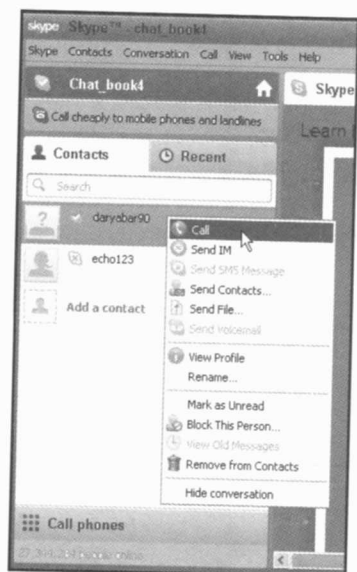 skype Skype™ - chat_book4
Skype Contacts Conversation Call View Tools Help
Chat_book4
Skype
Call cheaply to mobile phones and landlines
Learn
Contacts
Recent
Search
daryabar90
echo123
Add a contact
Call
Send IM
Send SMS Message
Send Contacts...
Send File...
Send Voicemail
View Profile
Rename...
Mark as Unread
Block This Person...
View Old Messages
Remove from Contacts
Hide conversation
Call phones
people online